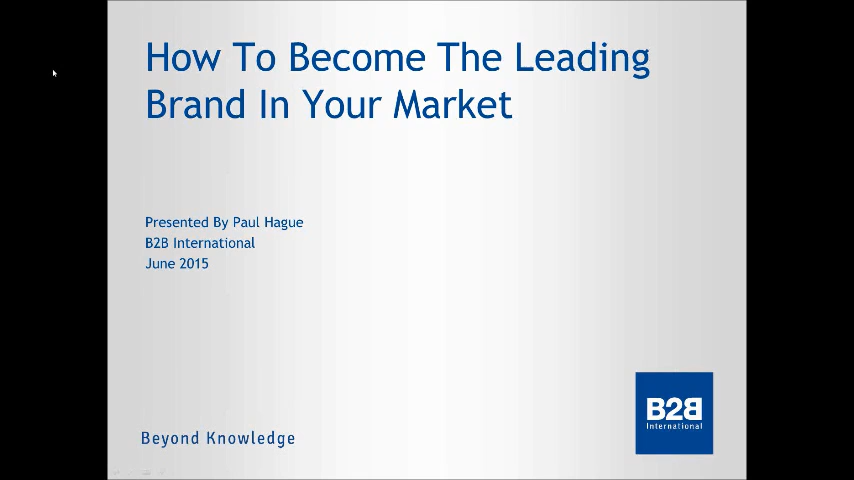 How To Become The Leading
Brand In Your Market
Presented By Paul Hague
B2B International
June 2015
Beyond Knowledge
B2B
International